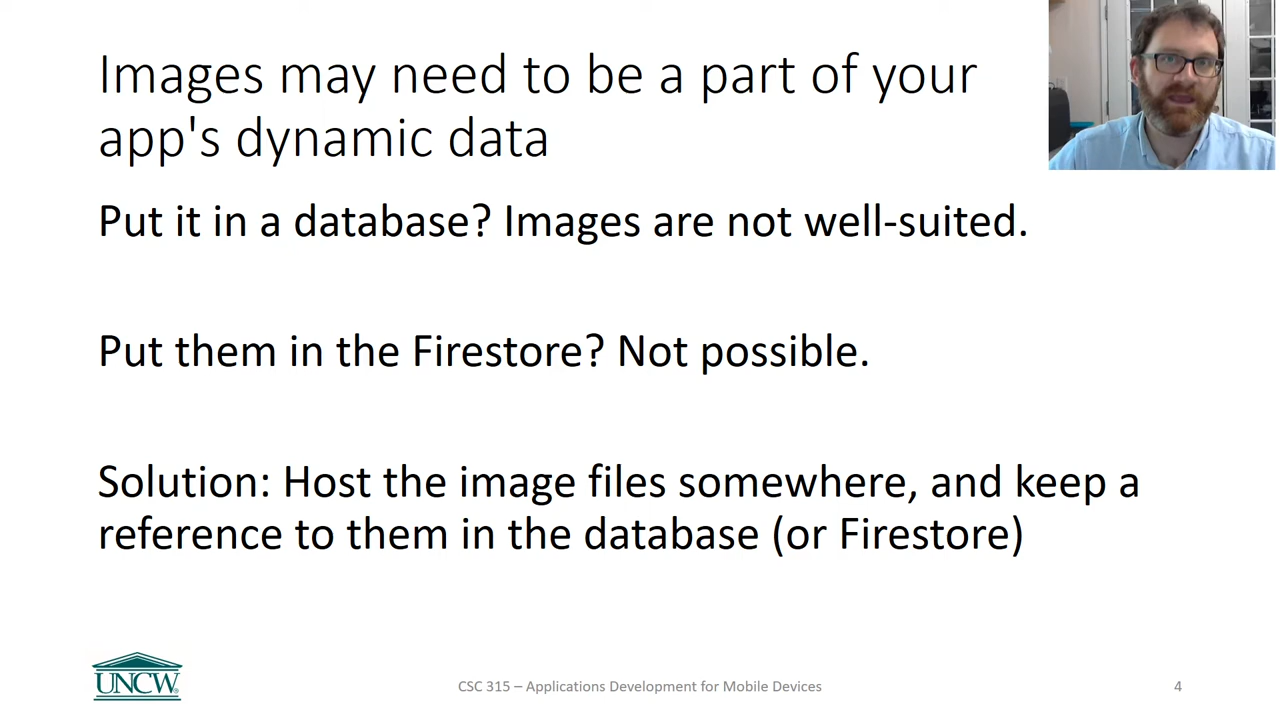 Images may need to be a part of your
app's dynamic data
Put it in a database? Images are not well-suited.
Put them in the Firestore? Not possible.
Solution: Host the image files somewhere, and keep a
reference to them in the database (or Firestore)
UNCW
CSC 315 – Applications Development for Mobile Devices
4